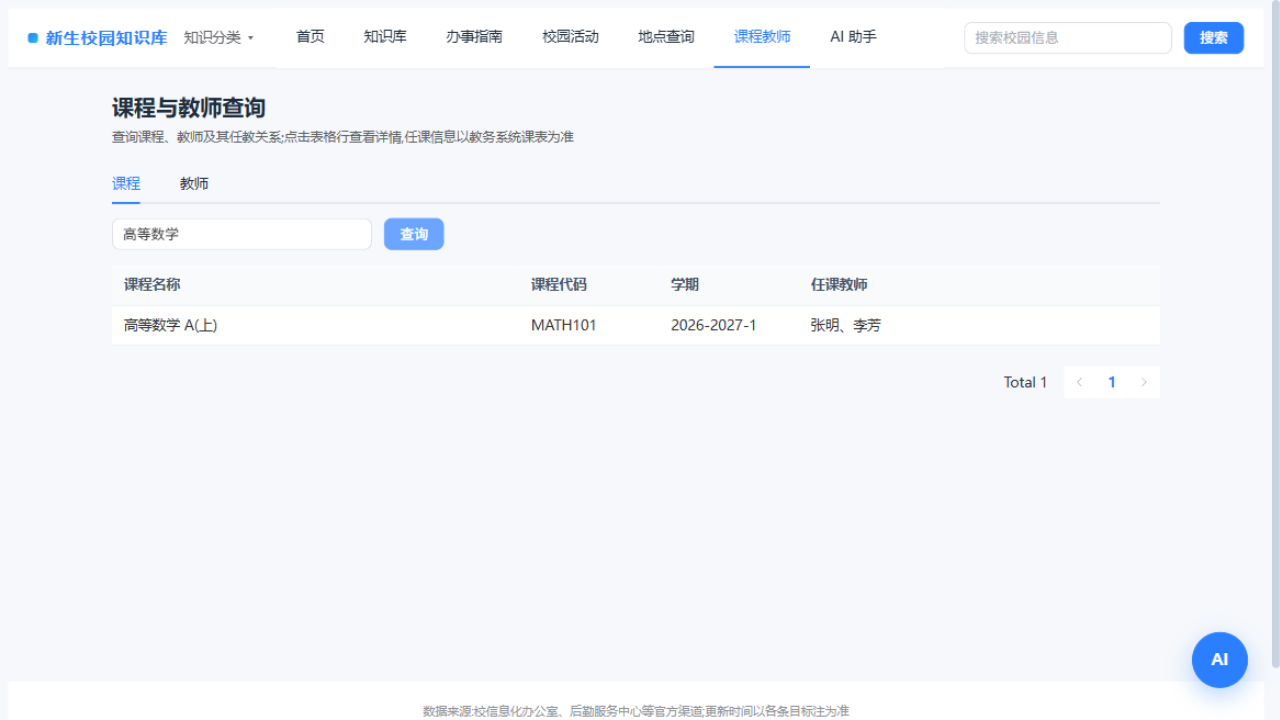 新生校园知识库 知识分类 首页 知识库 办事指南 校园活动 地点查询 课程教师 AI 助手 搜索校园信息 搜索
课程与教师查询
查询课程、教师及其任教关系;点击表格行查看详情,任课信息以教务系统课表为准
课程 教师
高等数学 查询
课程名称 课程代码 学期 任课教师
高等数学 A(上) MATH101 2026-2027-1 张明、李芳
Total 1 1
AI
数据来源:校信息化办公室、后勤服务中心等官方渠道;更新时间以各条目标注为准